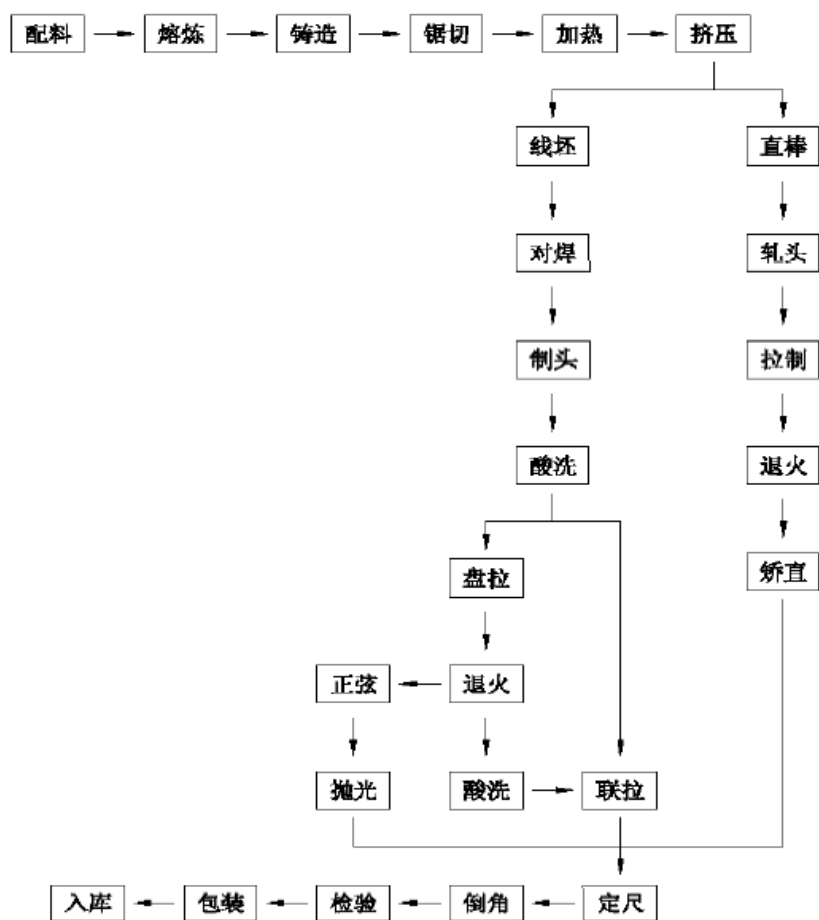 配料 熔炼 铸造 锯切 加热 挤压
线坯 直棒
对焊 轧头
制头 拉制
酸洗 退火
盘拉 矫直
正弦 退火
抛光 酸洗 联拉
入库 包装 检验 倒角 定尺